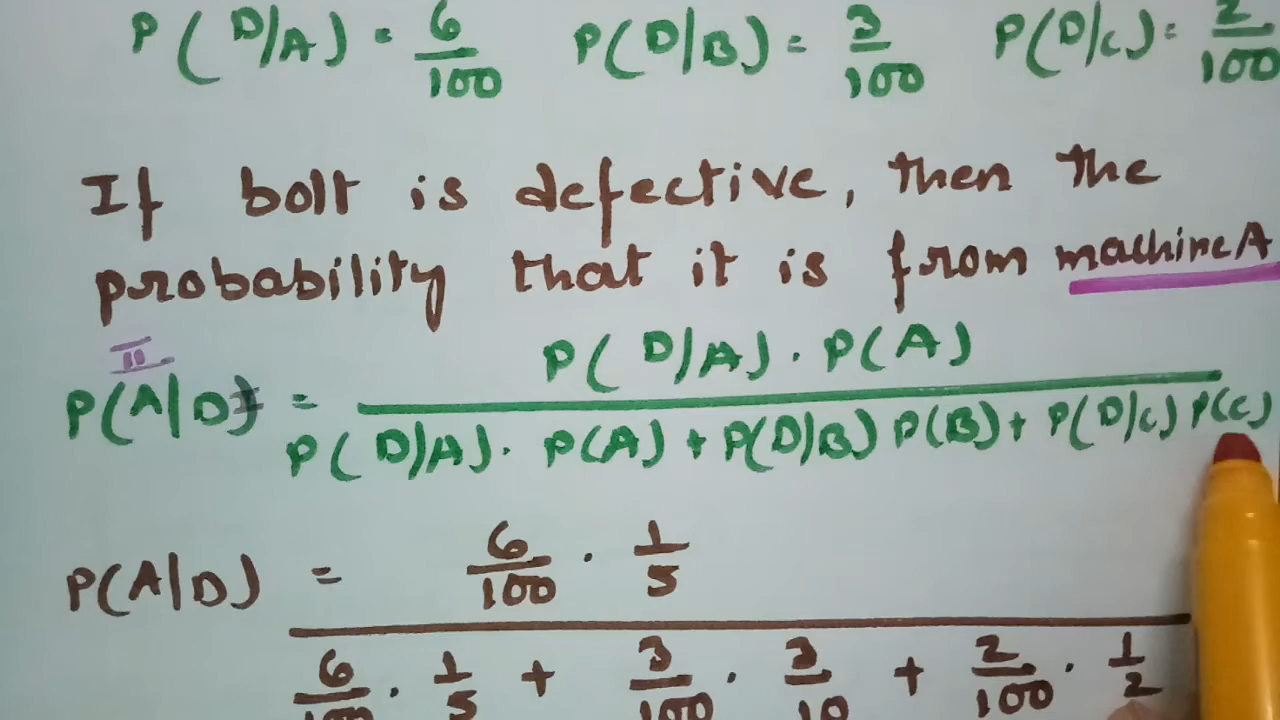 P(D/A) = 6/100 P(D/B) = 3/100 P(D/C) = 2/100
If bolt is defective, then the
probability that it is from machine A
II
P(A/D) = P(D/A) . P(A) / P(D/A) . P(A) + P(D/B) P(B) + P(D/C) P(C)
P(A/D) = 6/100 . 1/5 / 6/100 . 1/5 + 3/100 . 3/10 + 2/100 . 1/2